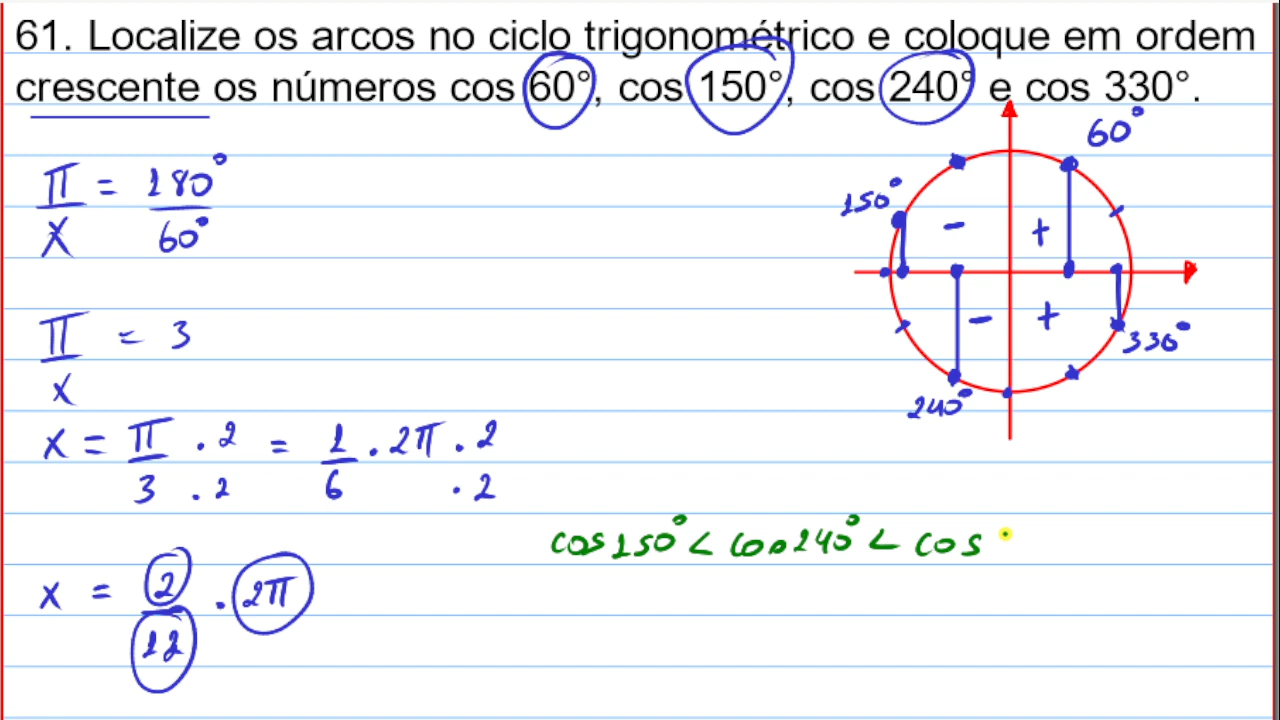 61. Localize os arcos no ciclo trigonométrico e coloque em ordem
crescente os números cos 60°, cos 150°, cos 240° e cos 330°.
60°
π/x = 180°/60°
150°
- +
π/x = 3
- +
330°
240°
x = π/3 . 2/. 2 = 1/6 . 2π . 2/. 2
cos 150° < cos 240° < cos
x = 2/12 . 2π